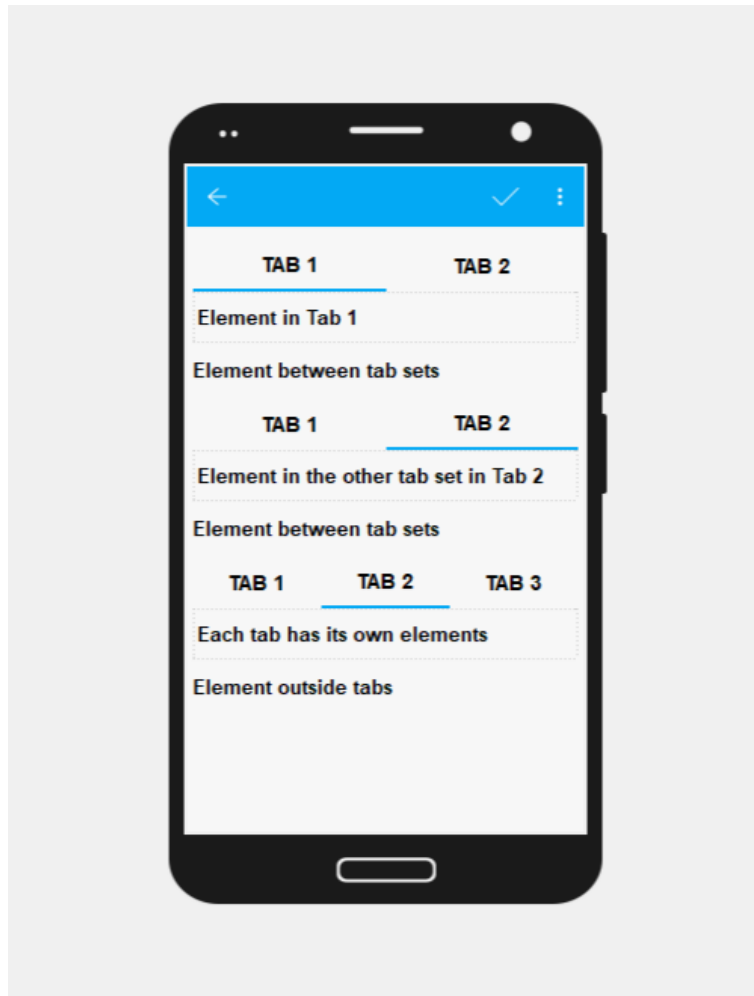 TAB 1 TAB 2
Element in Tab 1
Element between tab sets
TAB 1 TAB 2
Element in the other tab set in Tab 2
Element between tab sets
TAB 1 TAB 2 TAB 3
Each tab has its own elements
Element outside tabs